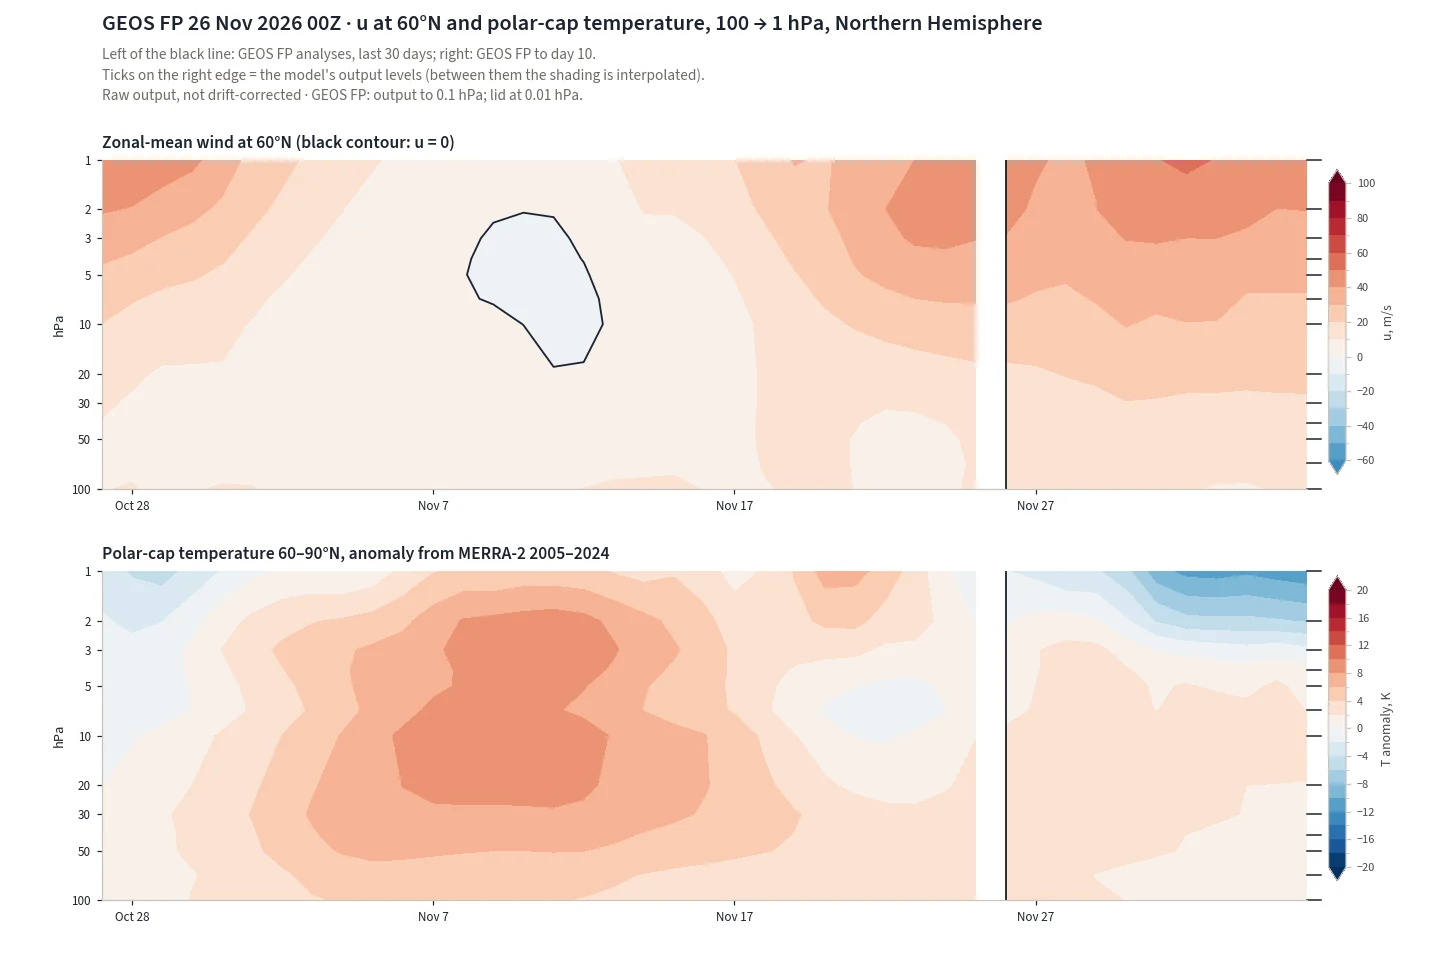 GEOS FP 26 Nov 2026 00Z · u at 60°N and polar-cap temperature, 100 → 1 hPa, Northern Hemisphere
Left of the black line: GEOS FP analyses, last 30 days; right: GEOS FP to day 10.
Ticks on the right edge = the model's output levels (between them the shading is interpolated).
Raw output, not drift-corrected · GEOS FP: output to 0.1 hPa; lid at 0.01 hPa.
Zonal-mean wind at 60°N (black contour: u = 0)
1
2
3
5
10
20
30
50
100
hPa
Oct 28
Nov 7
Nov 17
Nov 27
100
80
60
40
20
0
−20
−40
−60
u, m/s
Polar-cap temperature 60–90°N, anomaly from MERRA-2 2005–2024
1
2
3
5
10
20
30
50
100
hPa
Oct 28
Nov 7
Nov 17
Nov 27
20
16
12
8
4
0
−4
−8
−12
−16
−20
T anomaly, K